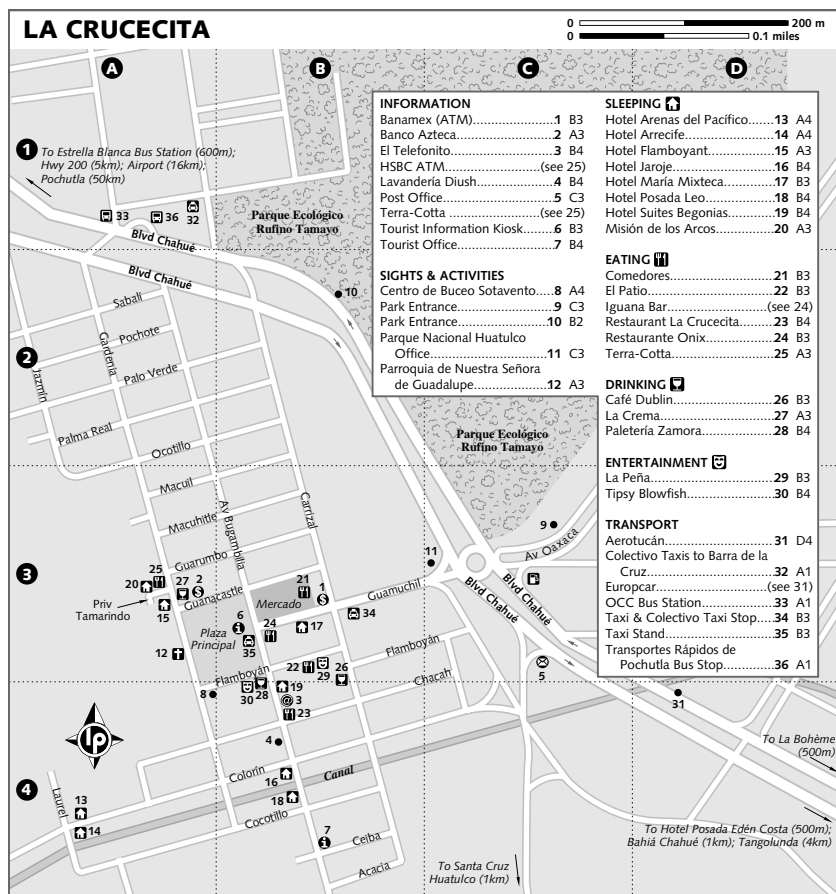 LA CRUCECITA
0 200 m
0 0.1 miles
A
B
C
D
1
2
3
4
INFORMATION
Banamex (ATM)....................1 B3
Banco Azteca........................2 A3
El Telefonito.........................3 B4
HSBC ATM....................(see 25)
Lavandería Diush..................4 B4
Post Office...........................5 C3
Terra-Cotta....................(see 25)
Tourist Information Kiosk......6 B3
Tourist Office.......................7 B4
SIGHTS & ACTIVITIES
Centro de Buceo Sotavento....8 A4
Park Entrance.......................9 C3
Park Entrance.....................10 B2
Parque Nacional Huatulco
Office.............................11 C3
Parroquia de Nuestra Señora
de Guadalupe................12 A3
SLEEPING
Hotel Arenas del Pacífico......13 A4
Hotel Arrecife.....................14 A4
Hotel Flamboyant...............15 A3
Hotel Jaroje........................16 B4
Hotel María Mixteca...........17 B3
Hotel Posada Leo................18 B4
Hotel Suites Begonias..........19 B4
Misión de los Arcos.............20 A3
EATING
Comedores.........................21 B3
El Patio..............................22 B3
Iguana Bar.....................(see 24)
Restaurant La Crucecita.......23 B4
Restaurante Onix................24 B3
Terra-Cotta........................25 A3
DRINKING
Café Dublin........................26 B3
La Crema...........................27 A3
Paletería Zamora................28 B4
ENTERTAINMENT
La Peña.............................29 B3
Tipsy Blowfish....................30 B4
TRANSPORT
Aerotucán..........................31 D4
Colectivo Taxis to Barra de la
Cruz...............................32 A1
Europcar.......................(see 31)
OCC Bus Station.................33 A1
Taxi & Colectivo Taxi Stop...34 B3
Taxi Stand.........................35 B3
Transportes Rápidos de
Pochutla Bus Stop...........36 A1
To Estrella Blanca Bus Station (600m);
Hwy 200 (5km); Airport (16km);
Pochutla (50km)
33
36
32
Parque Ecológico
Rufino Tamayo
Blvd Chahué
Blvd Chahué
10
Sabalí
Pochote
Gardenia
Jazmín
Palo Verde
Palma Real
Ocotillo
Parque Ecológico
Rufino Tamayo
Macuil
Macuhitle
Av Bugambilia
Carrizal
Guarumbo
9
Av Oaxaca
11
25
20
27
2
Guanacastle
21
1
Mercado
Guamuchil
Blvd Chahué
Blvd Chahué
Priv
Tamarindo
15
6
24
17
34
Plaza
Principal
35
12
Flamboyán
Flamboyán
22
29
26
Chacah
5
8
30
28
19
3
23
31
lp
4
To La Bohème
(500m)
Colorín
Canal
16
18
13
Laurel
14
Cocotillo
7
Ceiba
Acacia
To Santa Cruz
Huatulco (1km)
To Hotel Posada Edén Costa (500m);
Bahiá Chahué (1km); Tangolunda (4km)